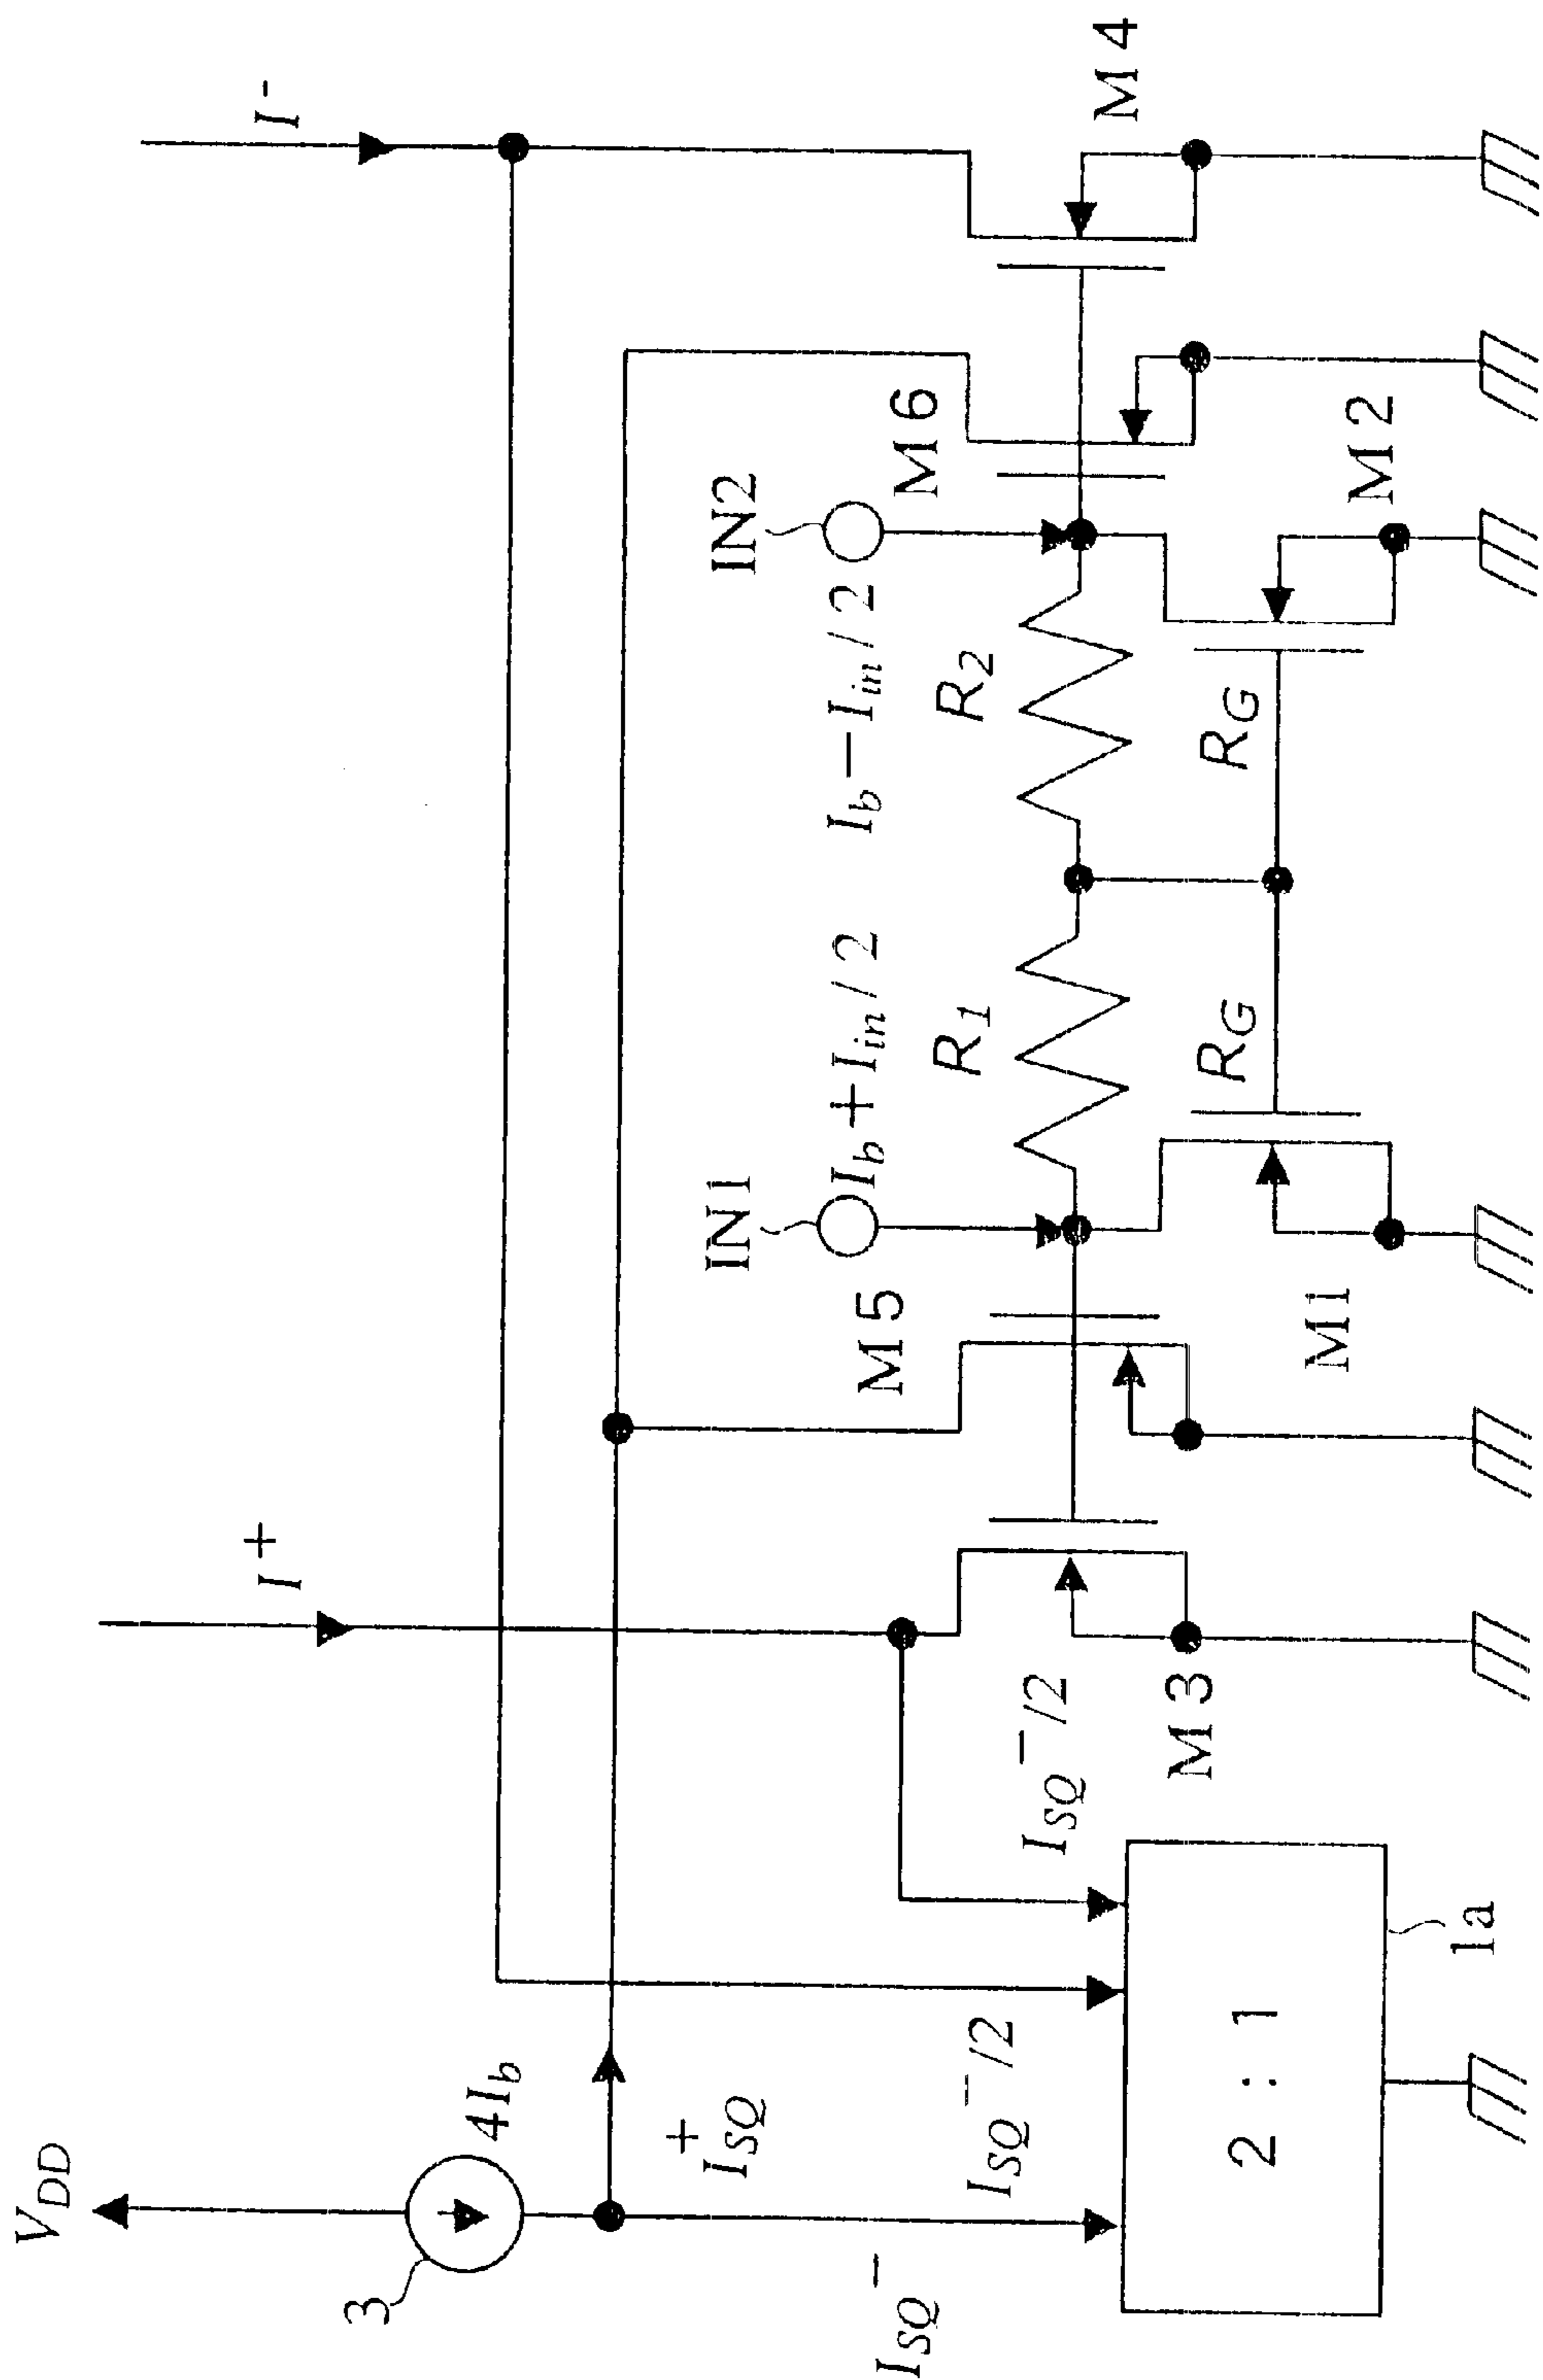 V_DD
3
4I_b
I_SQ^+
I_SQ^-
I_SQ^-/2
I_SQ^-/2
2 : 1
1a
I^+
I^-
M3
M5
IN1
I_b+I_in/2
R_1
M1
R_G
IN2
I_b−I_in/2
R_2
R_G
M2
M6
M4